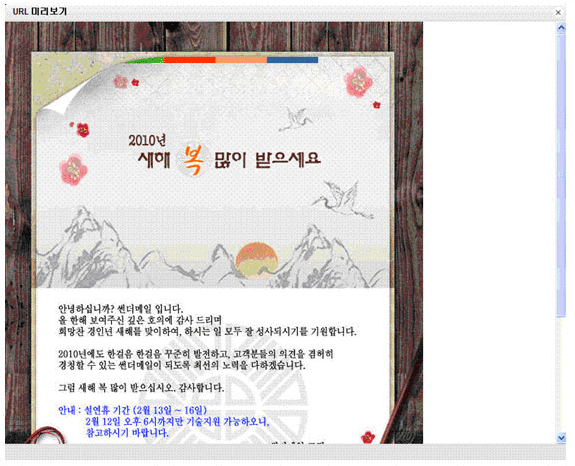 URL 미리보기
2010년
새해 복 많이 받으세요
안녕하십니까? 썬더메일 입니다.
올 한해 보여주신 깊은 호의에 감사 드리며
희망찬 경인년 새해를 맞이하여, 하시는 일 모두 잘 성사되시기를 기원합니다.
2010년에도 한걸음 한걸음 꾸준히 발전하고, 고객분들의 의견을 겸허히
경청할 수 있는 썬더메일이 되도록 최선의 노력을 다하겠습니다.
그럼 새해 복 많이 받으십시오. 감사합니다.
안내 : 설연휴 기간 (2월 13일 ~ 16일)
2월 12일 오후 6시까지만 기술지원 가능하오니,
참고하시기 바랍니다.